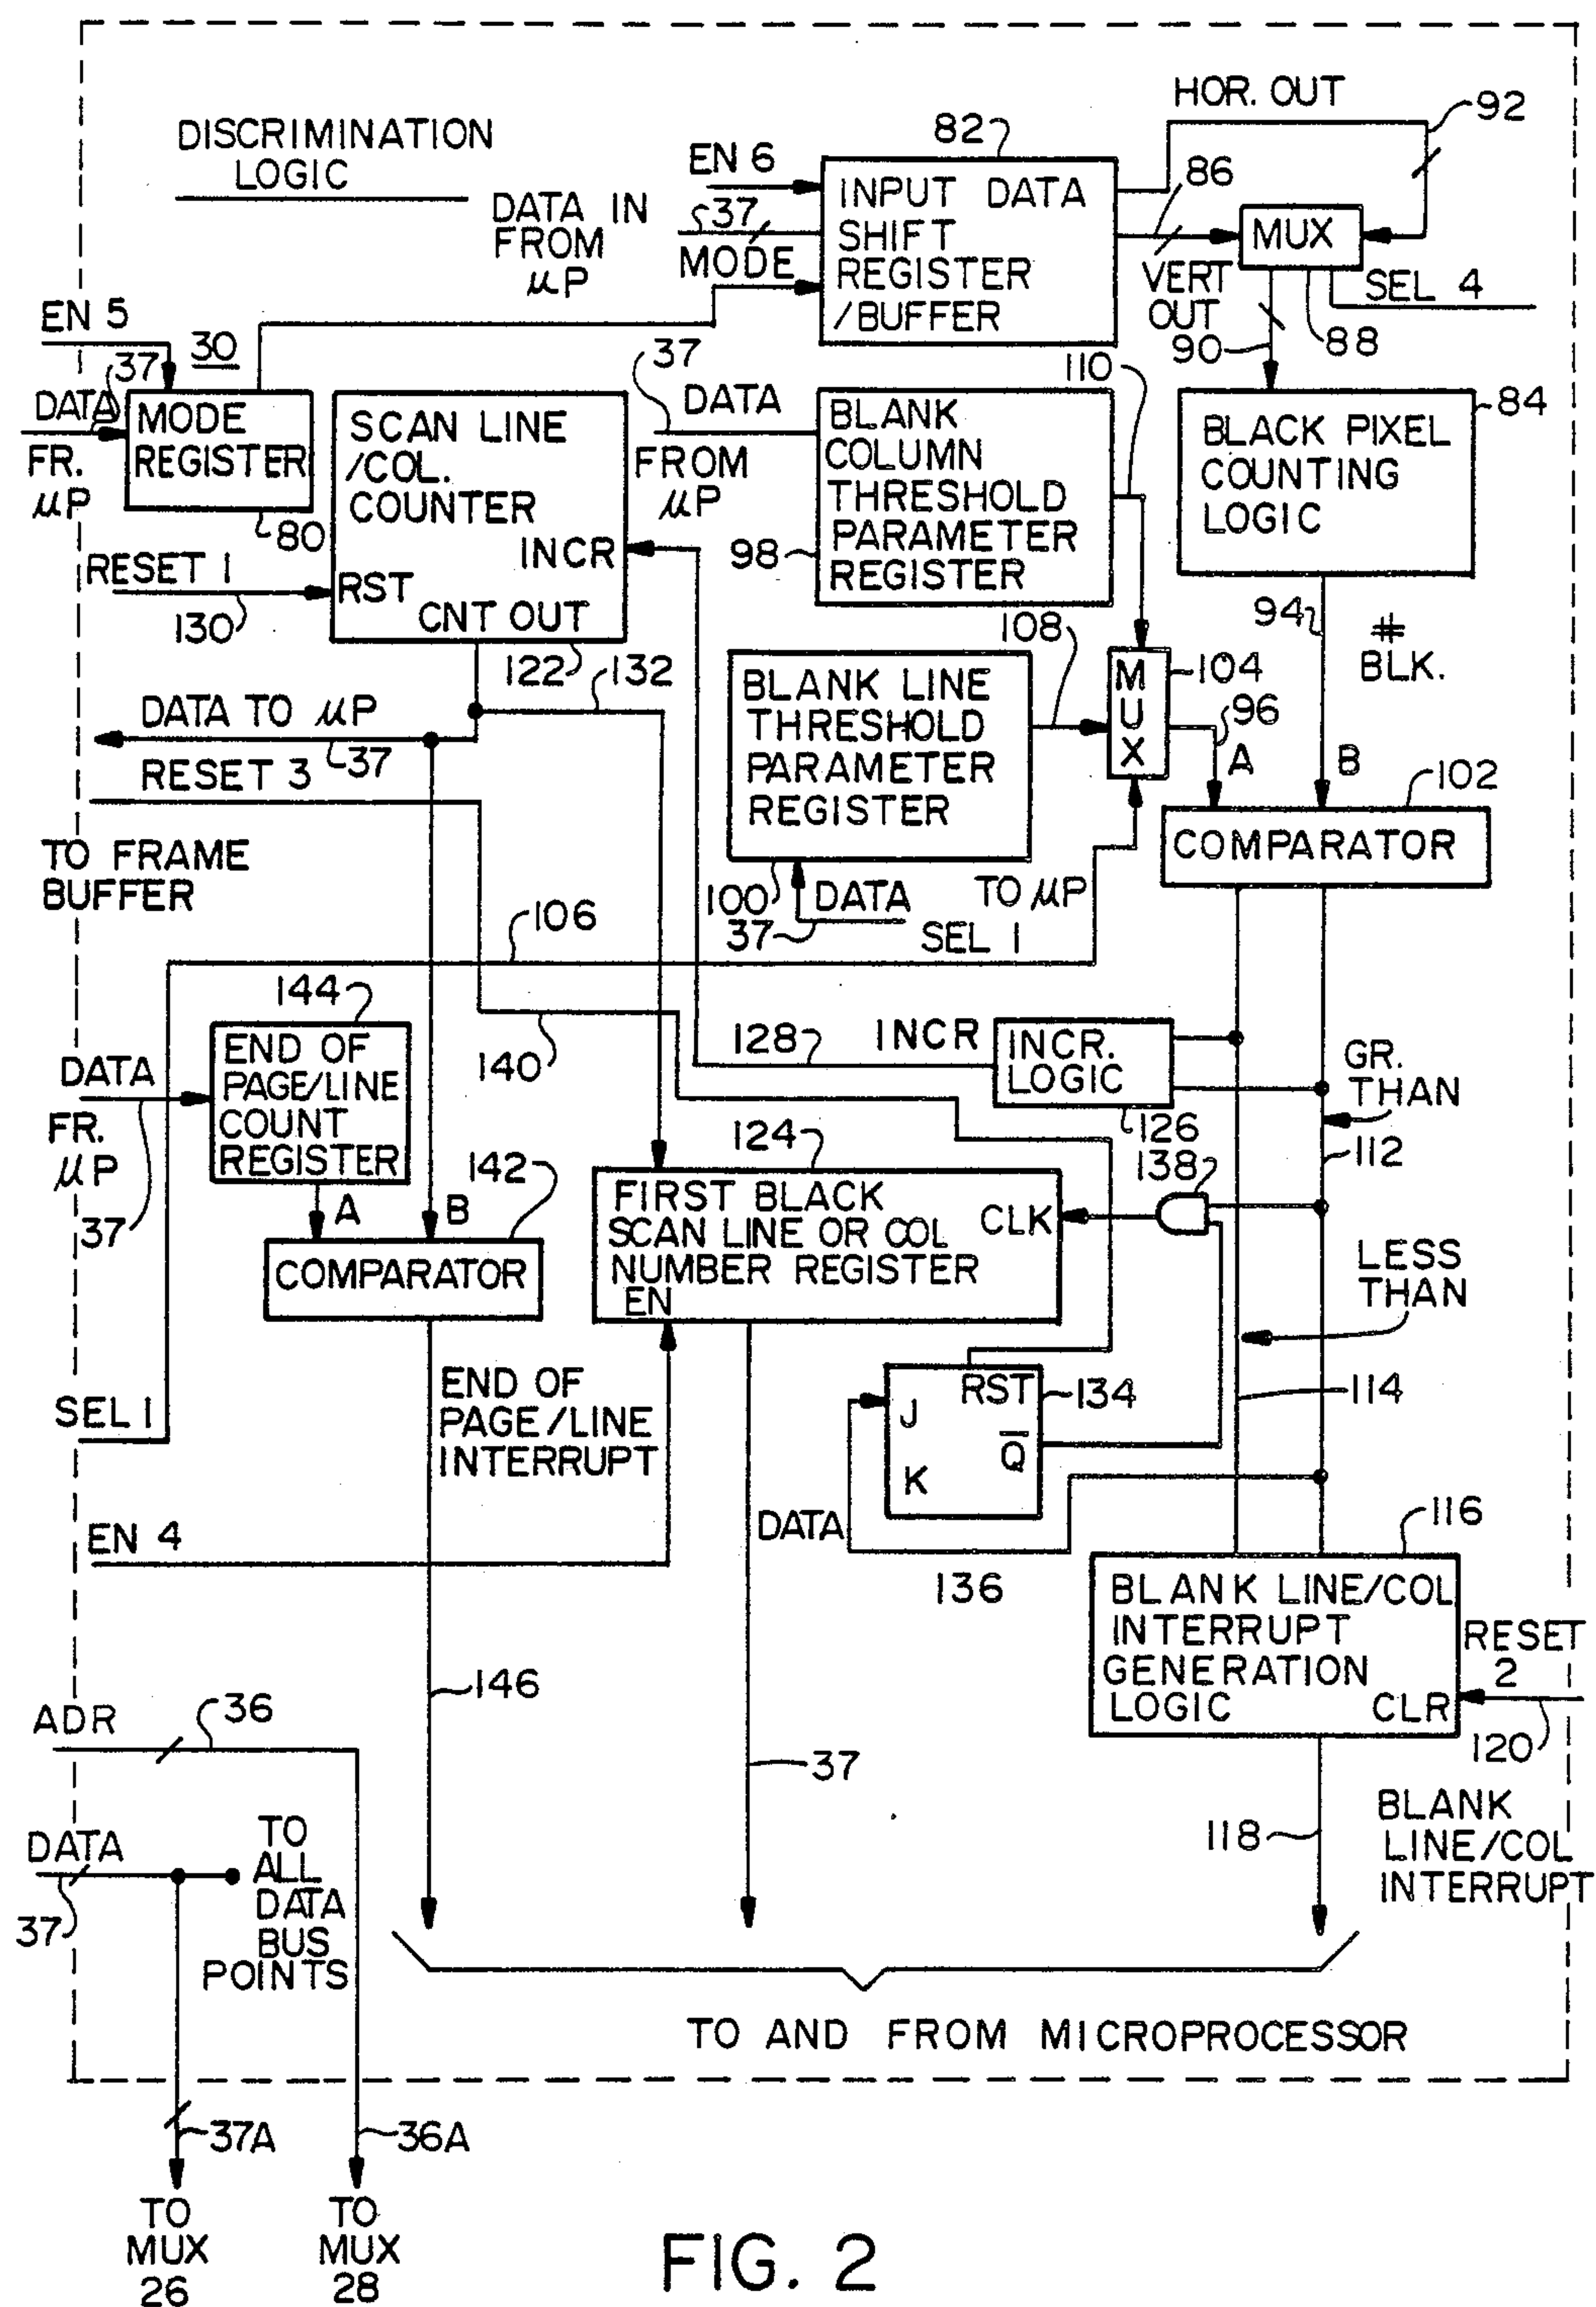 DISCRIMINATION
LOGIC
HOR. OUT
92
82
EN 6
86
DATA IN
FROM
μP
37
MODE
INPUT DATA
SHIFT
REGISTER
/BUFFER
MUX
VERT
OUT
SEL 4
90
88
EN 5
30
37
DATA
FR.
μP
MODE
REGISTER
80
SCAN LINE
/COL.
COUNTER
INCR
RST
CNT OUT
122
RESET 1
130
37
DATA
FROM
μP
BLANK
COLUMN
THRESHOLD
PARAMETER
REGISTER
98
110
84
BLACK PIXEL
COUNTING
LOGIC
94
#
BLK.
132
DATA TO μP
37
RESET 3
TO FRAME
BUFFER
108
BLANK LINE
THRESHOLD
PARAMETER
REGISTER
100
37
DATA
TO μP
SEL 1
MUX
104
96
A
B
102
COMPARATOR
106
144
END OF
PAGE/LINE
COUNT
REGISTER
DATA
FR.
μP
37
140
128
INCR
INCR.
LOGIC
126
GR.
THAN
112
A
B
142
COMPARATOR
124
FIRST BLACK
SCAN LINE OR COL
NUMBER REGISTER
EN
CLK
138
LESS
THAN
114
SEL 1
END OF
PAGE/LINE
INTERRUPT
RST
J
K
Q̅
134
DATA
136
EN 4
116
BLANK LINE/COL
INTERRUPT
GENERATION
LOGIC
CLR
RESET
2
120
146
37
118
BLANK
LINE/COL
INTERRUPT
ADR
36
DATA
37
TO
ALL
DATA
BUS
POINTS
TO AND FROM MICROPROCESSOR
37A
36A
TO
MUX
26
TO
MUX
28
FIG. 2